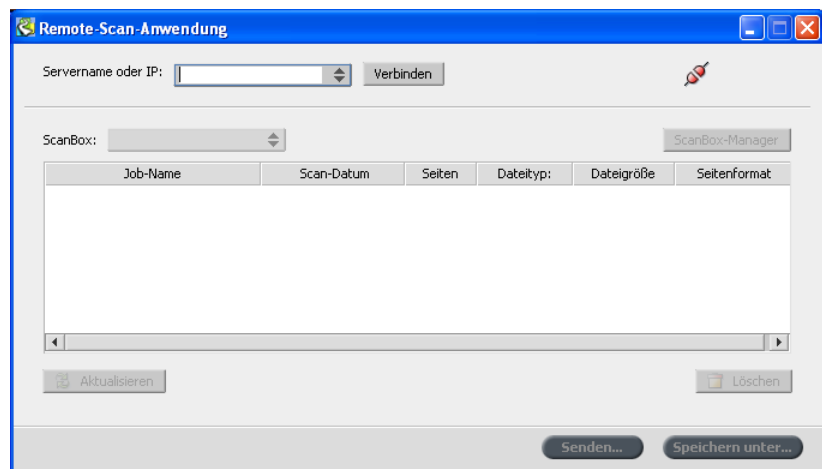 Remote-Scan-Anwendung
Servername oder IP: Verbinden
ScanBox: ScanBox-Manager
Job-Name Scan-Datum Seiten Dateityp: Dateigröße Seitenformat
Aktualisieren Löschen
Senden... Speichern unter...